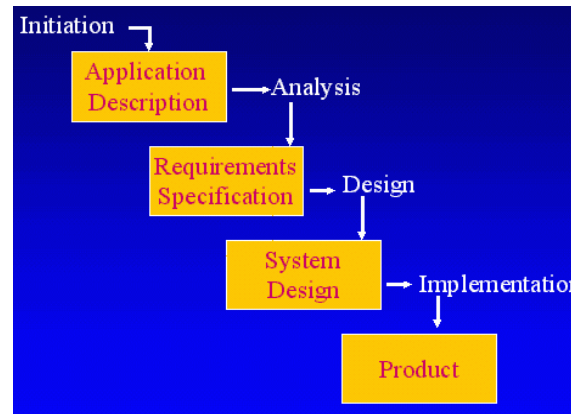 Initiation
Application
Description
Analysis
Requirements
Specification
Design
System
Design
Implementation
Product